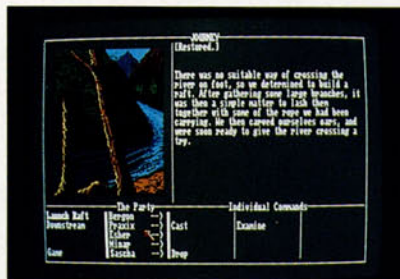 JOURNEY
[Restored.]
There was no suitable way of crossing the
river on foot, so we determined to build a
raft. After gathering some large branches, it
was then a simple matter to lash them
together with some of the rope we had been
carrying. We then carved ourselves oars, and
were soon ready to give the river crossing a
try.
The Party Individual Commands
Launch Raft Bergon Examine
Downstream Praxix Cast
Esher
Minar
Game Sascha Drop